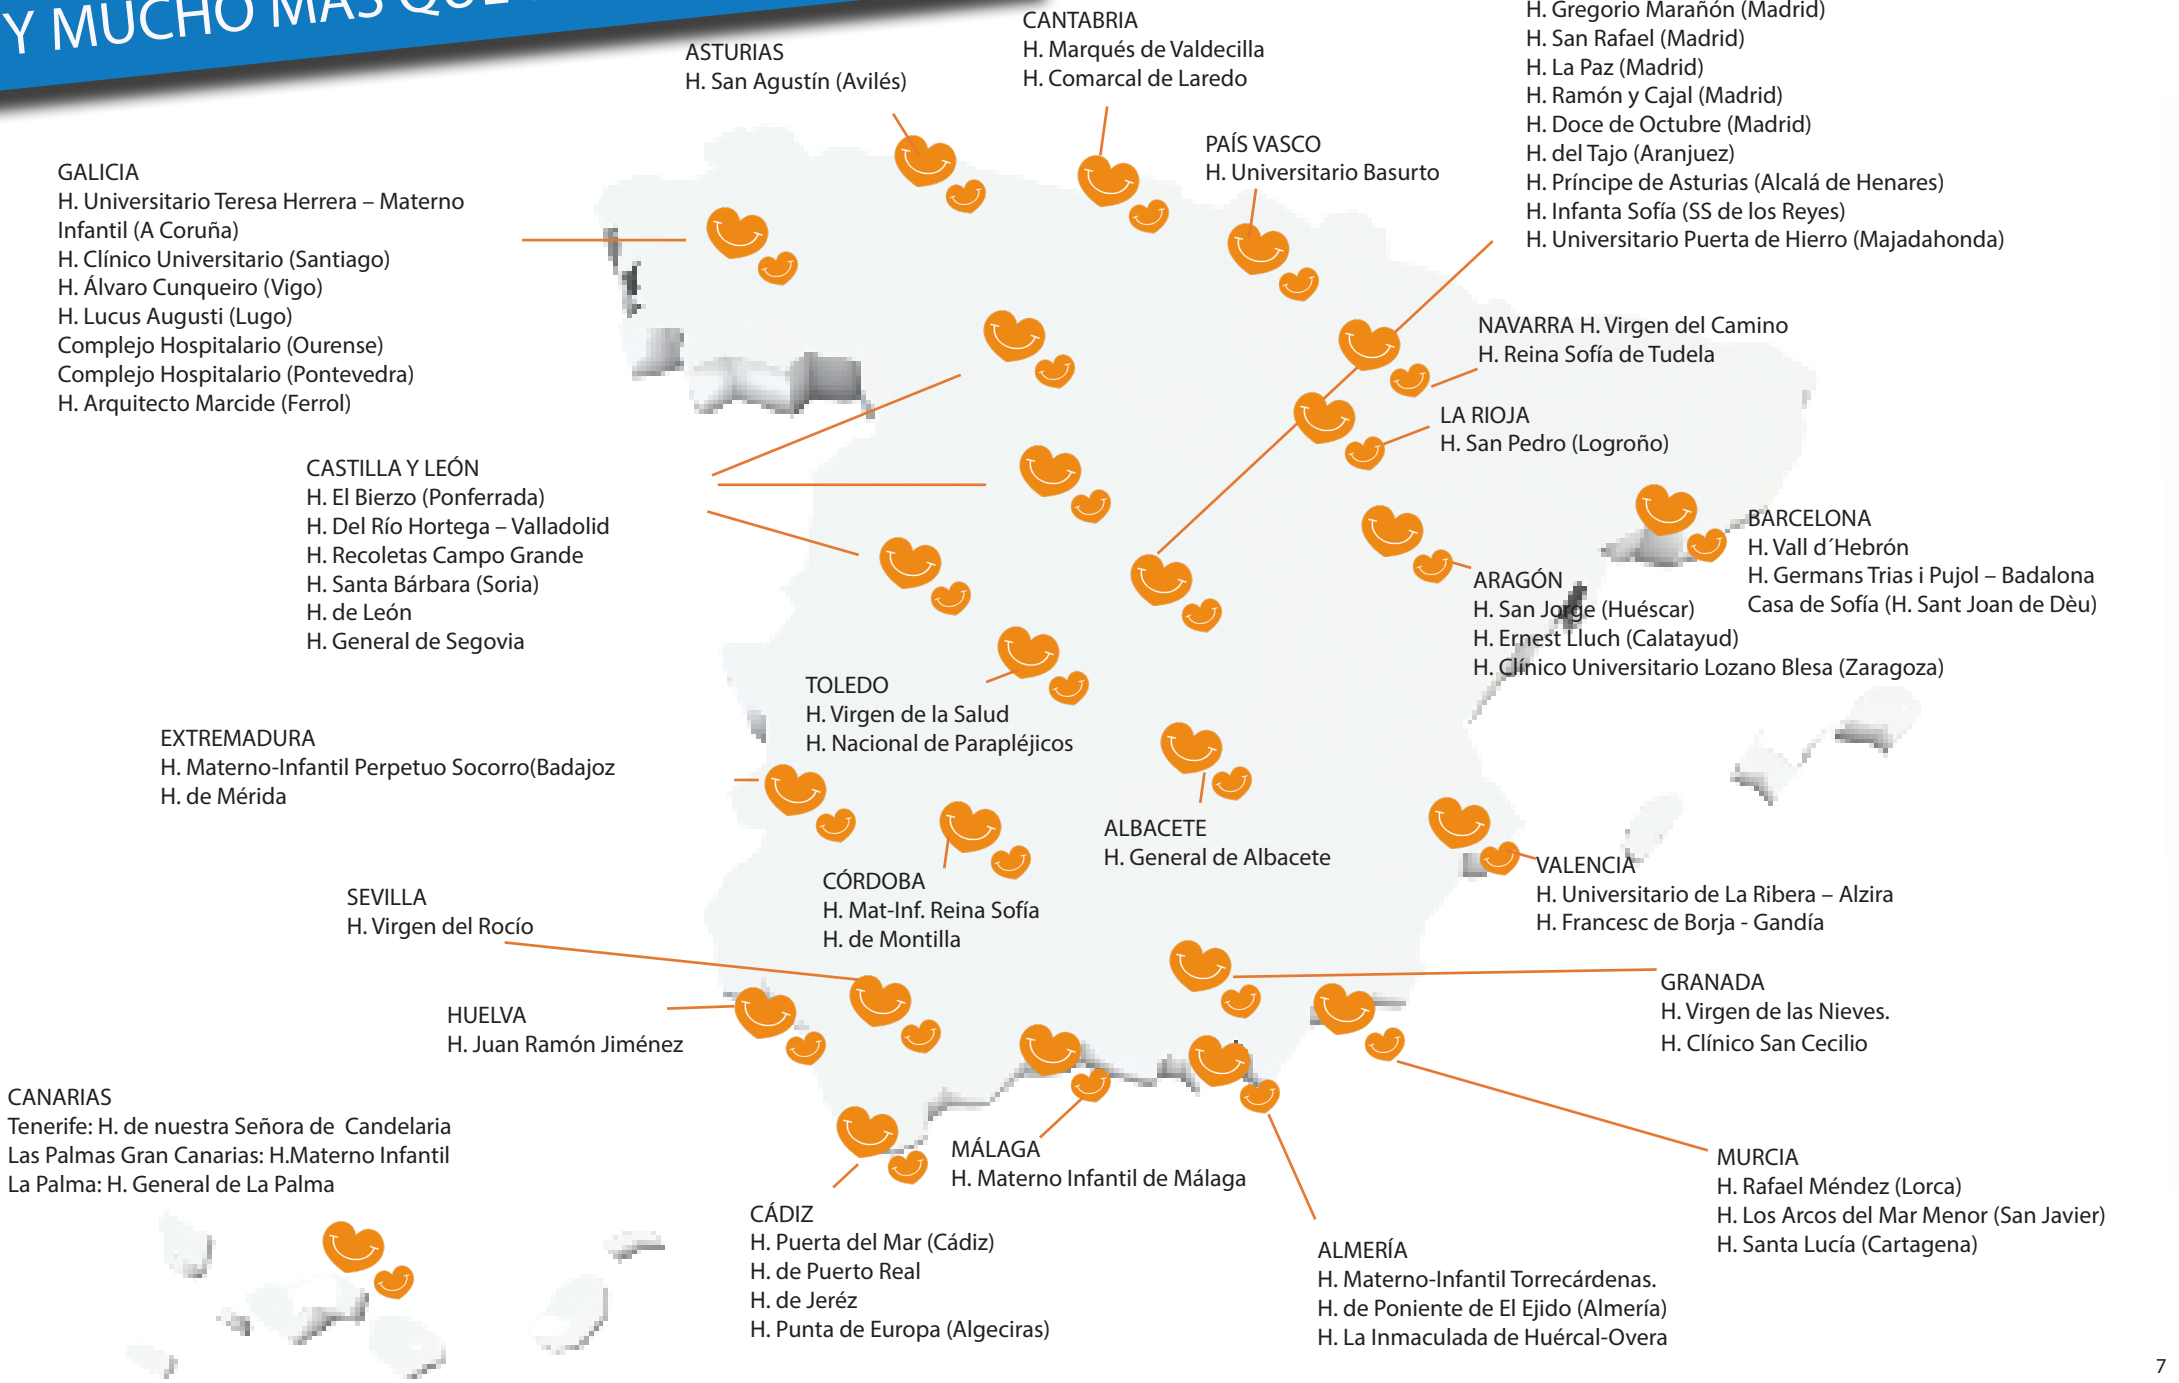 Y MUCHO MÁS QUE
ASTURIAS
H. San Agustín (Avilés)
CANTABRIA
H. Marqués de Valdecilla
H. Comarcal de Laredo
PAÍS VASCO
H. Universitario Basurto
H. Gregorio Marañón (Madrid)
H. San Rafael (Madrid)
H. La Paz (Madrid)
H. Ramón y Cajal (Madrid)
H. Doce de Octubre (Madrid)
H. del Tajo (Aranjuez)
H. Príncipe de Asturias (Alcalá de Henares)
H. Infanta Sofía (SS de los Reyes)
H. Universitario Puerta de Hierro (Majadahonda)
GALICIA
H. Universitario Teresa Herrera – Materno
Infantil (A Coruña)
H. Clínico Universitario (Santiago)
H. Álvaro Cunqueiro (Vigo)
H. Lucus Augusti (Lugo)
Complejo Hospitalario (Ourense)
Complejo Hospitalario (Pontevedra)
H. Arquitecto Marcide (Ferrol)
NAVARRA H. Virgen del Camino
H. Reina Sofía de Tudela
LA RIOJA
H. San Pedro (Logroño)
CASTILLA Y LEÓN
H. El Bierzo (Ponferrada)
H. Del Río Hortega – Valladolid
H. Recoletas Campo Grande
H. Santa Bárbara (Soria)
H. de León
H. General de Segovia
BARCELONA
H. Vall d´Hebrón
H. Germans Trias i Pujol – Badalona
Casa de Sofía (H. Sant Joan de Dèu)
ARAGÓN
H. San Jorge (Huéscar)
H. Ernest Lluch (Calatayud)
H. Clínico Universitario Lozano Blesa (Zaragoza)
TOLEDO
H. Virgen de la Salud
H. Nacional de Parapléjicos
EXTREMADURA
H. Materno-Infantil Perpetuo Socorro(Badajoz
H. de Mérida
ALBACETE
H. General de Albacete
VALENCIA
H. Universitario de La Ribera – Alzira
H. Francesc de Borja - Gandía
CÓRDOBA
H. Mat-Inf. Reina Sofía
H. de Montilla
SEVILLA
H. Virgen del Rocío
GRANADA
H. Virgen de las Nieves.
H. Clínico San Cecilio
HUELVA
H. Juan Ramón Jiménez
CANARIAS
Tenerife: H. de nuestra Señora de Candelaria
Las Palmas Gran Canarias: H.Materno Infantil
La Palma: H. General de La Palma
MÁLAGA
H. Materno Infantil de Málaga
MURCIA
H. Rafael Méndez (Lorca)
H. Los Arcos del Mar Menor (San Javier)
H. Santa Lucía (Cartagena)
CÁDIZ
H. Puerta del Mar (Cádiz)
H. de Puerto Real
H. de Jeréz
H. Punta de Europa (Algeciras)
ALMERÍA
H. Materno-Infantil Torrecárdenas.
H. de Poniente de El Ejido (Almería)
H. La Inmaculada de Huércal-Overa
7